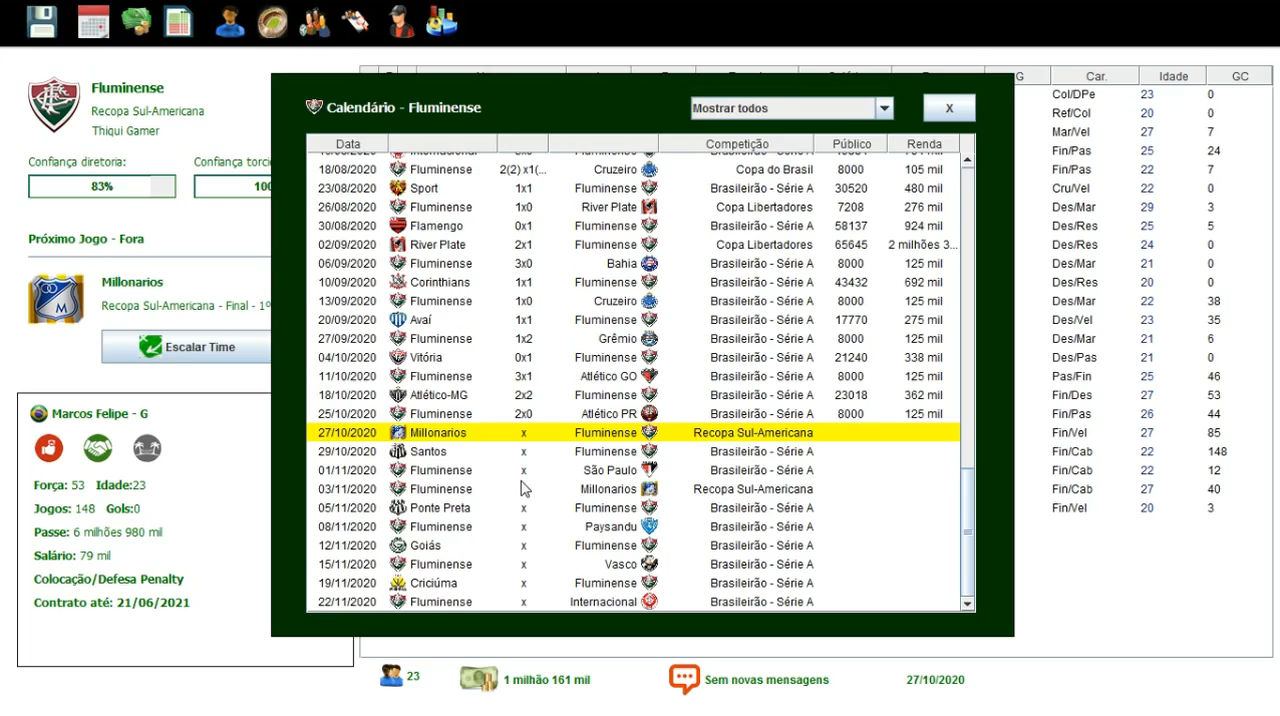 Fluminense
Recopa Sul-Americana
Thiqui Gamer
Confiança diretoria:
83%
Próximo Jogo - Fora
Millonarios
Recopa Sul-Americana - Final - 1º
Escalar Time
Marcos Felipe - G
Força: 53 Idade:23
Jogos: 148 Gols:0
Passe: 6 milhões 980 mil
Salário: 79 mil
Colocação/Defesa Penalty
Contrato até: 21/06/2021
Calendário - Fluminense
Mostrar todos
X
Data Competição Público Renda
18/08/2020 Fluminense 2(2) x1(... Cruzeiro Copa do Brasil 8000 105 mil
23/08/2020 Sport 1x1 Fluminense Brasileirão - Série A 30520 480 mil
26/08/2020 Fluminense 1x0 River Plate Copa Libertadores 7208 276 mil
30/08/2020 Flamengo 0x1 Fluminense Brasileirão - Série A 58137 924 mil
02/09/2020 River Plate 2x1 Fluminense Copa Libertadores 65645 2 milhões 3...
06/09/2020 Fluminense 3x0 Bahia Brasileirão - Série A 8000 125 mil
10/09/2020 Corinthians 1x1 Fluminense Brasileirão - Série A 43432 692 mil
13/09/2020 Fluminense 1x0 Cruzeiro Brasileirão - Série A 8000 125 mil
20/09/2020 Avaí 1x1 Fluminense Brasileirão - Série A 17770 275 mil
27/09/2020 Fluminense 1x2 Grêmio Brasileirão - Série A 8000 125 mil
04/10/2020 Vitória 0x1 Fluminense Brasileirão - Série A 21240 338 mil
11/10/2020 Fluminense 3x1 Atlético GO Brasileirão - Série A 8000 125 mil
18/10/2020 Atlético-MG 2x2 Fluminense Brasileirão - Série A 23018 362 mil
25/10/2020 Fluminense 2x0 Atlético PR Brasileirão - Série A 8000 125 mil
27/10/2020 Millonarios x Fluminense Recopa Sul-Americana
29/10/2020 Santos x Fluminense Brasileirão - Série A
01/11/2020 Fluminense x São Paulo Brasileirão - Série A
03/11/2020 Fluminense x Millonarios Recopa Sul-Americana
05/11/2020 Ponte Preta x Fluminense Brasileirão - Série A
08/11/2020 Fluminense x Paysandu Brasileirão - Série A
12/11/2020 Goiás x Fluminense Brasileirão - Série A
15/11/2020 Fluminense x Vasco Brasileirão - Série A
19/11/2020 Criciúma x Fluminense Brasileirão - Série A
22/11/2020 Fluminense x Internacional Brasileirão - Série A
G Car. Idade GC
Col/DPe 23 0
Ref/Col 20 0
Mar/Vel 27 7
Fin/Pas 25 24
Fin/Pas 22 7
Cru/Vel 22 0
Des/Mar 29 3
Des/Res 25 5
Des/Res 24 0
Des/Mar 21 0
Des/Res 20 0
Des/Mar 22 38
Des/Vel 23 35
Des/Mar 21 6
Des/Pas 21 0
Pas/Fin 25 46
Fin/Des 27 53
Fin/Pas 26 44
Fin/Vel 27 85
Fin/Cab 22 148
Fin/Cab 22 12
Fin/Cab 27 40
Fin/Vel 20 3
23
1 milhão 161 mil
Sem novas mensagens
27/10/2020